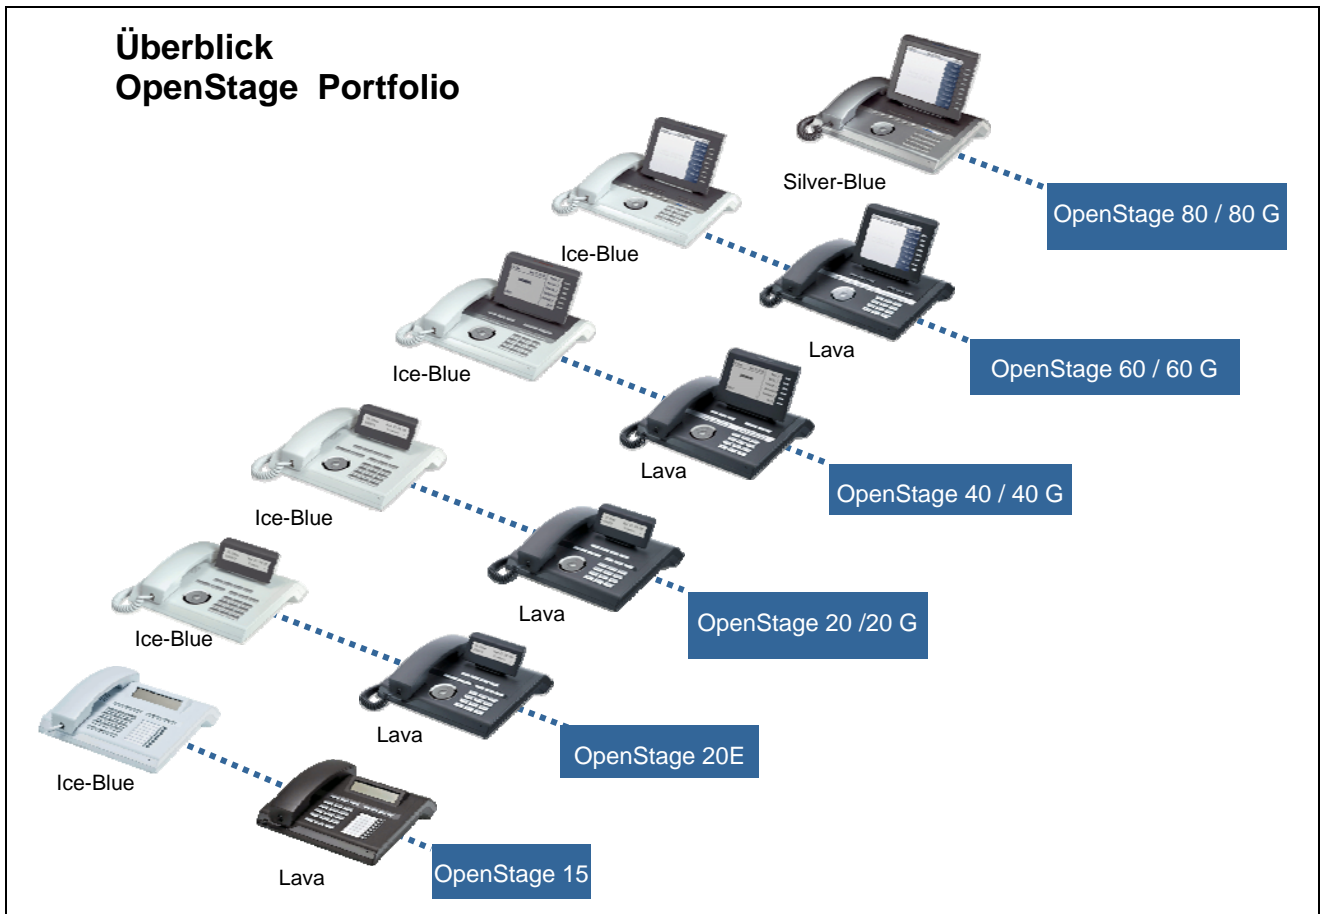 Überblick
OpenStage Portfolio
Silver-Blue
OpenStage 80 / 80 G
Ice-Blue
Lava
OpenStage 60 / 60 G
Ice-Blue
Lava
OpenStage 40 / 40 G
Ice-Blue
Lava
OpenStage 20 /20 G
Ice-Blue
Lava
OpenStage 20E
Ice-Blue
Lava
OpenStage 15